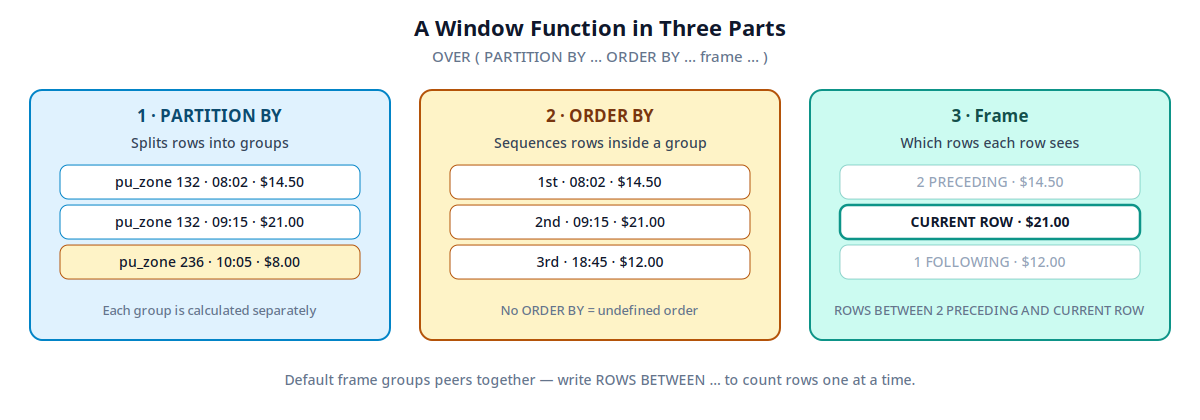 A Window Function in Three Parts
OVER ( PARTITION BY ... ORDER BY ... frame ... )
1 · PARTITION BY
Splits rows into groups
pu_zone 132 · 08:02 · $14.50
pu_zone 132 · 09:15 · $21.00
pu_zone 236 · 10:05 · $8.00
Each group is calculated separately
2 · ORDER BY
Sequences rows inside a group
1st · 08:02 · $14.50
2nd · 09:15 · $21.00
3rd · 18:45 · $12.00
No ORDER BY = undefined order
3 · Frame
Which rows each row sees
2 PRECEDING · $14.50
CURRENT ROW · $21.00
1 FOLLOWING · $12.00
ROWS BETWEEN 2 PRECEDING AND CURRENT ROW
Default frame groups peers together — write ROWS BETWEEN ... to count rows one at a time.